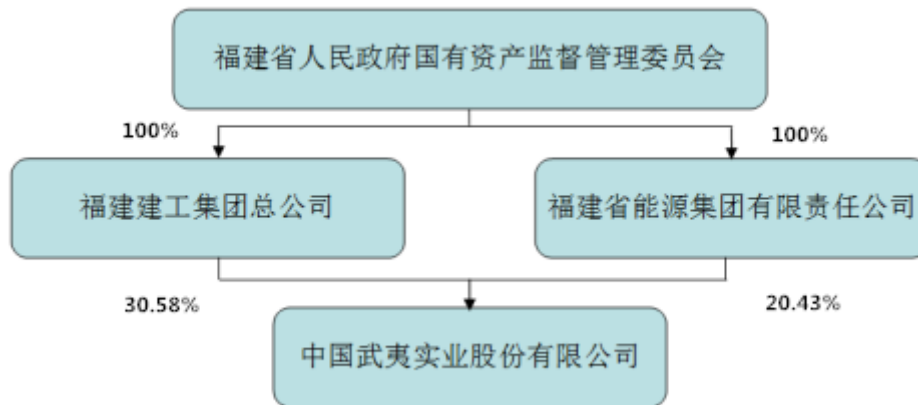 福建省人民政府国有资产监督管理委员会
100%
100%
福建建工集团总公司
福建省能源集团有限责任公司
30.58%
20.43%
中国武夷实业股份有限公司